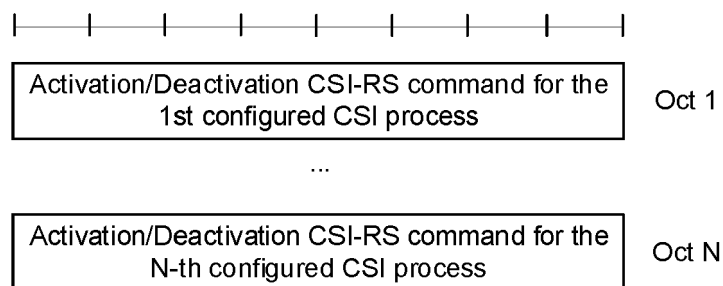 Activation/Deactivation CSI-RS command for the
1st configured CSI process
Oct 1
...
Activation/Deactivation CSI-RS command for the
N-th configured CSI process
Oct N